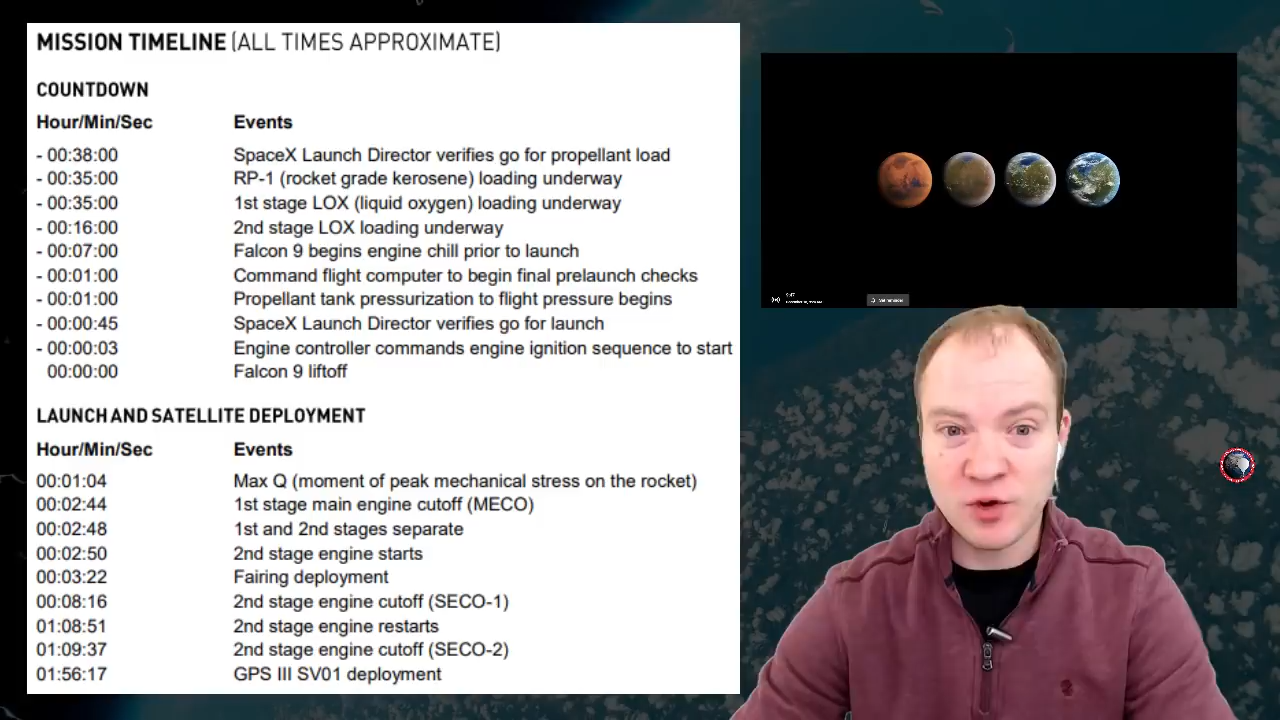 MISSION TIMELINE (ALL TIMES APPROXIMATE)
COUNTDOWN
Hour/Min/Sec Events
- 00:38:00 SpaceX Launch Director verifies go for propellant load
- 00:35:00 RP-1 (rocket grade kerosene) loading underway
- 00:35:00 1st stage LOX (liquid oxygen) loading underway
- 00:16:00 2nd stage LOX loading underway
- 00:07:00 Falcon 9 begins engine chill prior to launch
- 00:01:00 Command flight computer to begin final prelaunch checks
- 00:01:00 Propellant tank pressurization to flight pressure begins
- 00:00:45 SpaceX Launch Director verifies go for launch
- 00:00:03 Engine controller commands engine ignition sequence to start
00:00:00 Falcon 9 liftoff
LAUNCH AND SATELLITE DEPLOYMENT
Hour/Min/Sec Events
00:01:04 Max Q (moment of peak mechanical stress on the rocket)
00:02:44 1st stage main engine cutoff (MECO)
00:02:48 1st and 2nd stages separate
00:02:50 2nd stage engine starts
00:03:22 Fairing deployment
00:08:16 2nd stage engine cutoff (SECO-1)
01:08:51 2nd stage engine restarts
01:09:37 2nd stage engine cutoff (SECO-2)
01:56:17 GPS III SV01 deployment
Set reminder